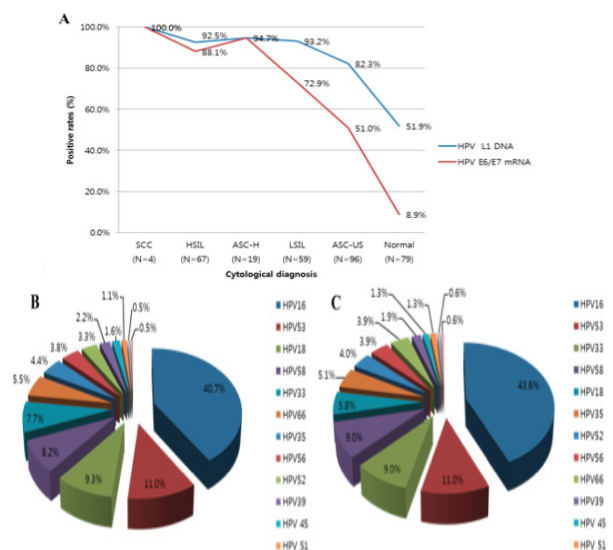 A
100.0%
92.5%
94.7%
93.2%
88.1%
82.3%
72.9%
51.0%
51.9%
8.9%
100.0%
80.0%
60.0%
40.0%
20.0%
0.0%
Positive rates (%)
SCC HSIL ASC-H LSIL ASC-US Normal
(N=4) (N=67) (N=19) (N=59) (N=96) (N=79)
Cytological diagnosis
HPV L1 DNA
HPV E6/E7 mRNA
B
40.7%
11.0%
9.3%
8.2%
7.7%
5.5%
4.4%
3.8%
3.3%
2.2%
1.6%
1.1%
0.5%
0.5%
HPV16
HPV53
HPV18
HPV58
HPV33
HPV66
HPV35
HPV56
HPV52
HPV39
HPV 45
HPV 51
C
43.6%
11.0%
9.0%
9.0%
5.8%
5.1%
4.0%
3.9%
3.9%
1.9%
1.3%
1.3%
0.6%
0.6%
HPV16
HPV53
HPV33
HPV58
HPV18
HPV35
HPV52
HPV56
HPV66
HPV39
HPV 45
HPV 51